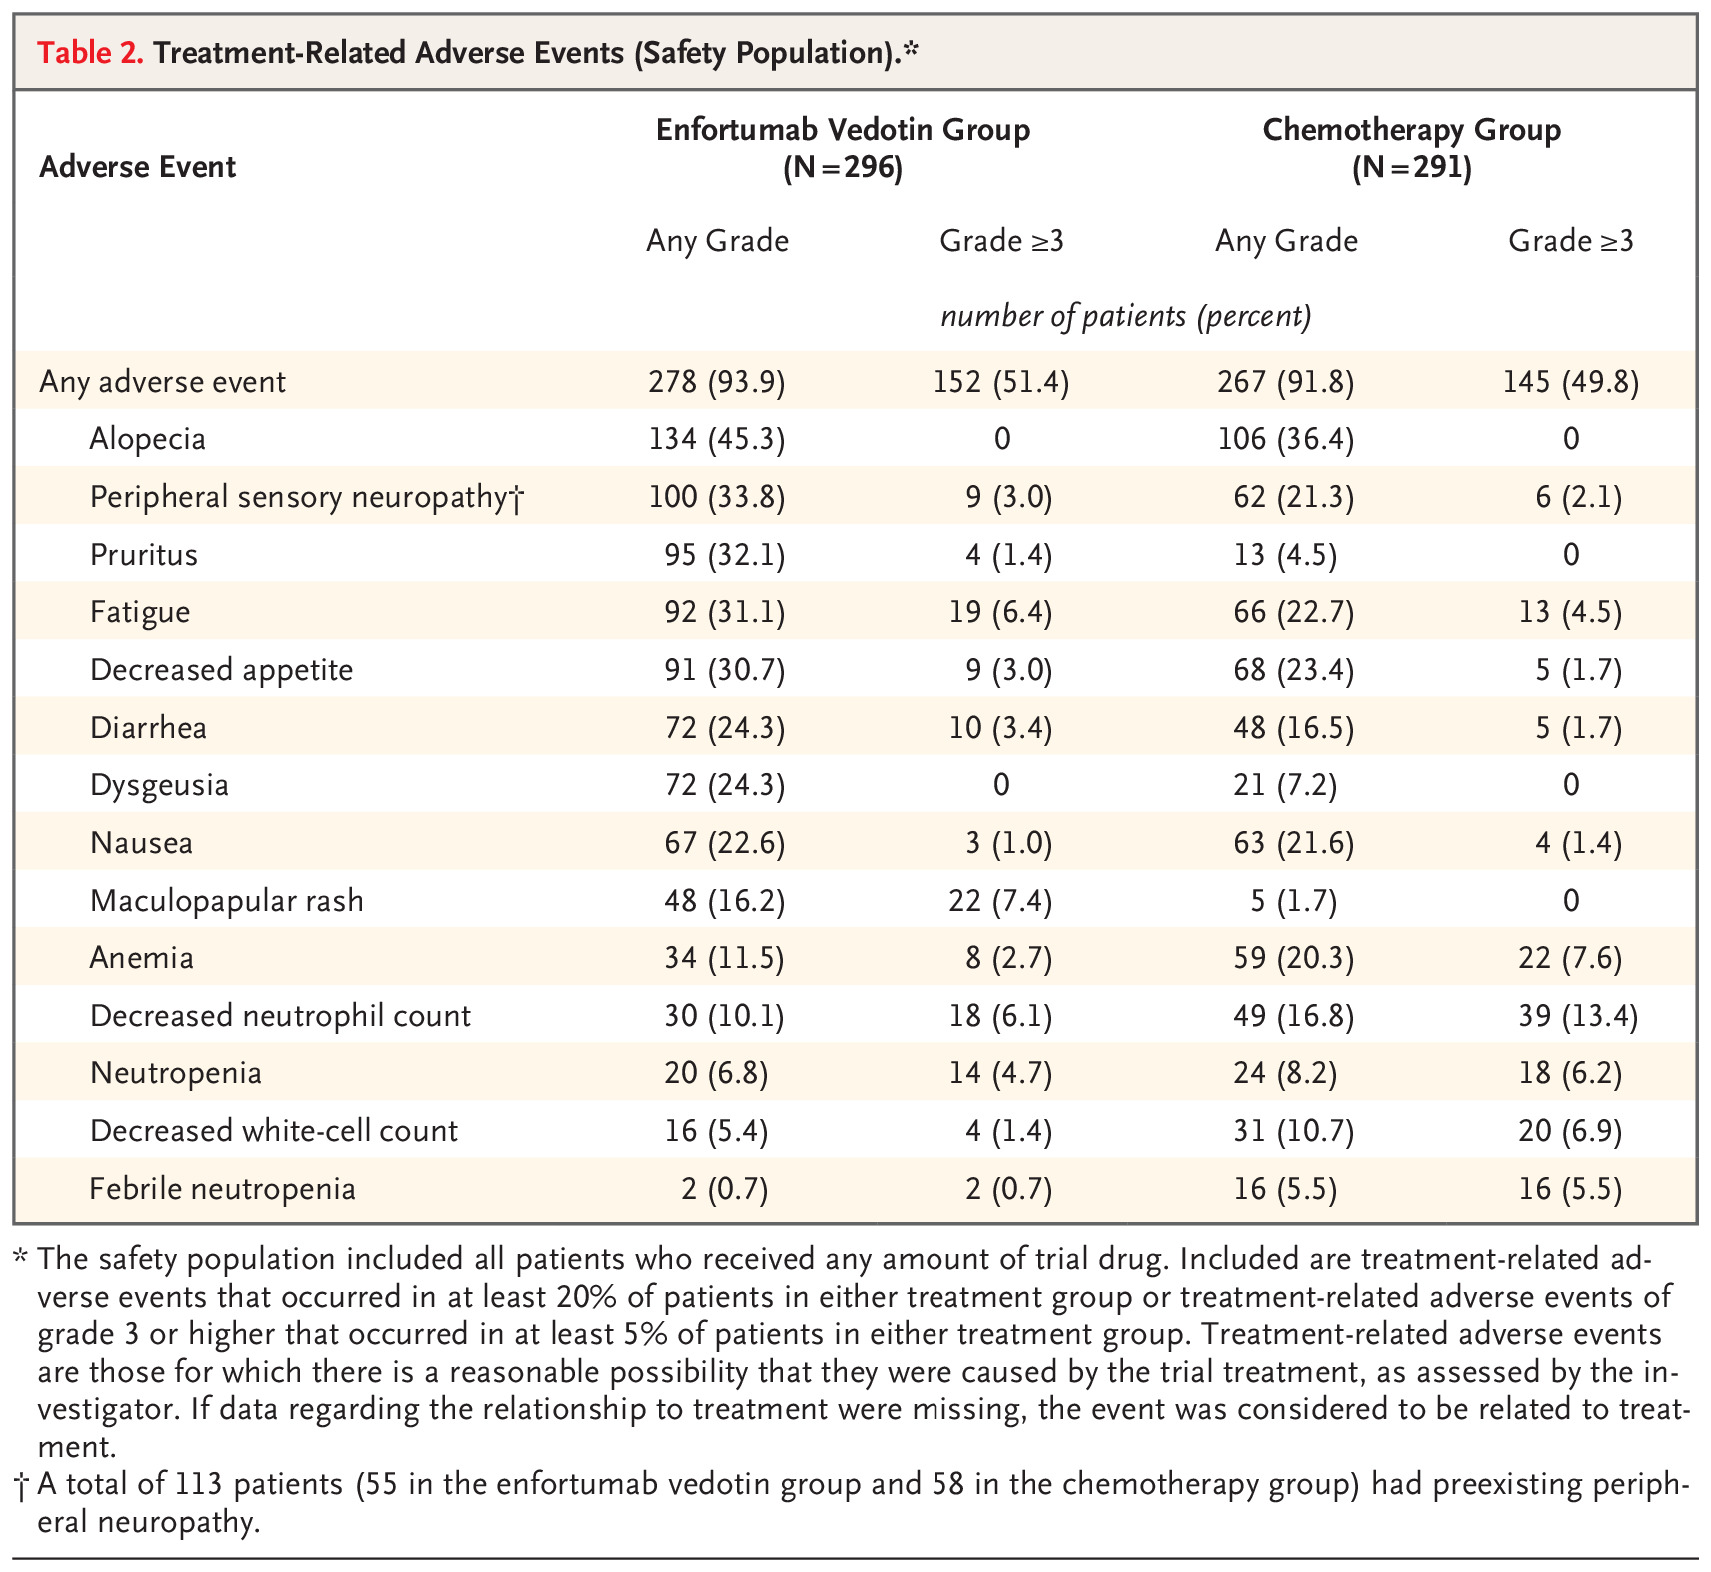 Table 2. Treatment-Related Adverse Events (Safety Population).*
Adverse Event Enfortumab Vedotin Group (N=296) Chemotherapy Group (N=291)
Any Grade Grade ≥3 Any Grade Grade ≥3
number of patients (percent)
Any adverse event 278 (93.9) 152 (51.4) 267 (91.8) 145 (49.8)
Alopecia 134 (45.3) 0 106 (36.4) 0
Peripheral sensory neuropathy† 100 (33.8) 9 (3.0) 62 (21.3) 6 (2.1)
Pruritus 95 (32.1) 4 (1.4) 13 (4.5) 0
Fatigue 92 (31.1) 19 (6.4) 66 (22.7) 13 (4.5)
Decreased appetite 91 (30.7) 9 (3.0) 68 (23.4) 5 (1.7)
Diarrhea 72 (24.3) 10 (3.4) 48 (16.5) 5 (1.7)
Dysgeusia 72 (24.3) 0 21 (7.2) 0
Nausea 67 (22.6) 3 (1.0) 63 (21.6) 4 (1.4)
Maculopapular rash 48 (16.2) 22 (7.4) 5 (1.7) 0
Anemia 34 (11.5) 8 (2.7) 59 (20.3) 22 (7.6)
Decreased neutrophil count 30 (10.1) 18 (6.1) 49 (16.8) 39 (13.4)
Neutropenia 20 (6.8) 14 (4.7) 24 (8.2) 18 (6.2)
Decreased white-cell count 16 (5.4) 4 (1.4) 31 (10.7) 20 (6.9)
Febrile neutropenia 2 (0.7) 2 (0.7) 16 (5.5) 16 (5.5)
* The safety population included all patients who received any amount of trial drug. Included are treatment-related ad-
verse events that occurred in at least 20% of patients in either treatment group or treatment-related adverse events of
grade 3 or higher that occurred in at least 5% of patients in either treatment group. Treatment-related adverse events
are those for which there is a reasonable possibility that they were caused by the trial treatment, as assessed by the in-
vestigator. If data regarding the relationship to treatment were missing, the event was considered to be related to treat-
ment.
† A total of 113 patients (55 in the enfortumab vedotin group and 58 in the chemotherapy group) had preexisting periph-
eral neuropathy.